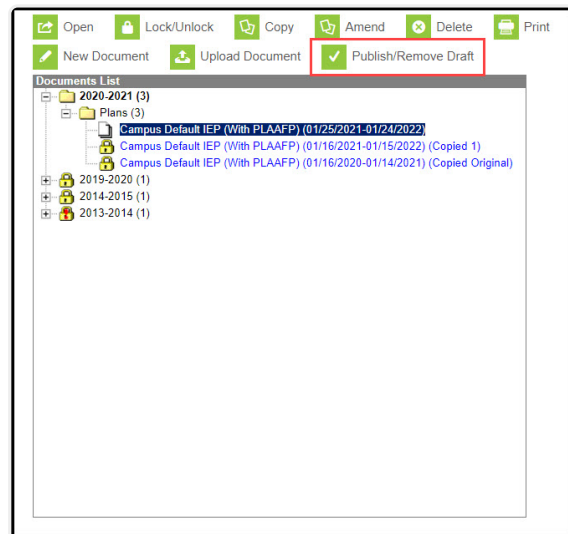 Open Lock/Unlock Copy Amend Delete Print
New Document Upload Document Publish/Remove Draft
Documents List
2020-2021 (3)
Plans (3)
Campus Default IEP (With PLAAFP) (01/25/2021-01/24/2022)
Campus Default IEP (With PLAAFP) (01/16/2021-01/15/2022) (Copied 1)
Campus Default IEP (With PLAAFP) (01/16/2020-01/14/2021) (Copied Original)
2019-2020 (1)
2014-2015 (1)
2013-2014 (1)